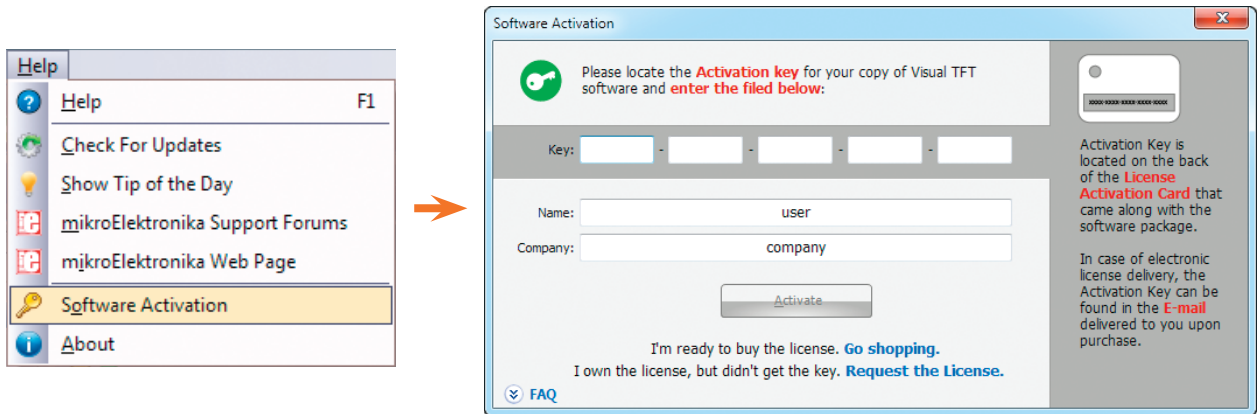 Help
Help F1
Check For Updates
Show Tip of the Day
mikroElektronika Support Forums
mikroElektronika Web Page
Software Activation
About
Software Activation
Please locate the Activation key for your copy of Visual TFT
software and enter the filed below:
Key: - - - -
Name: user
Company: company
Activate
I'm ready to buy the license. Go shopping.
I own the license, but didn't get the key. Request the License.
FAQ
XXXX-XXXX-XXXX-XXXX-XXXX
Activation Key is
located on the back
of the License
Activation Card that
came along with the
software package.
In case of electronic
license delivery, the
Activation Key can be
found in the E-mail
delivered to you upon
purchase.